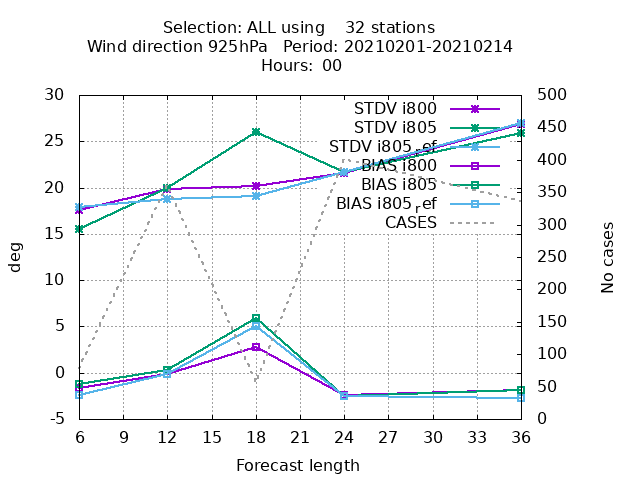 Selection: ALL using    32 stations
Wind direction 925hPa   Period: 20210201-20210214
Hours: 00
30 500
25 450
20 400
15 350
10 300
5 250
0 200
-5 150
100
50
0
deg
No cases
STDV i800
STDV i805
STDV i805_ref
BIAS i800
BIAS i805
BIAS i805_ref
CASES
6 9 12 15 18 21 24 27 30 33 36
Forecast length